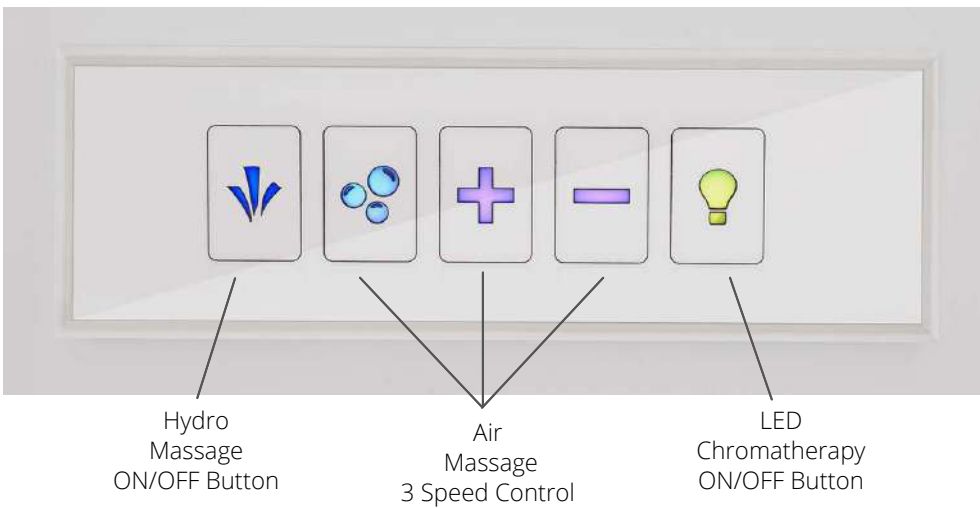 Hydro
Massage
ON/OFF Button
Air
Massage
3 Speed Control
LED
Chromatherapy
ON/OFF Button